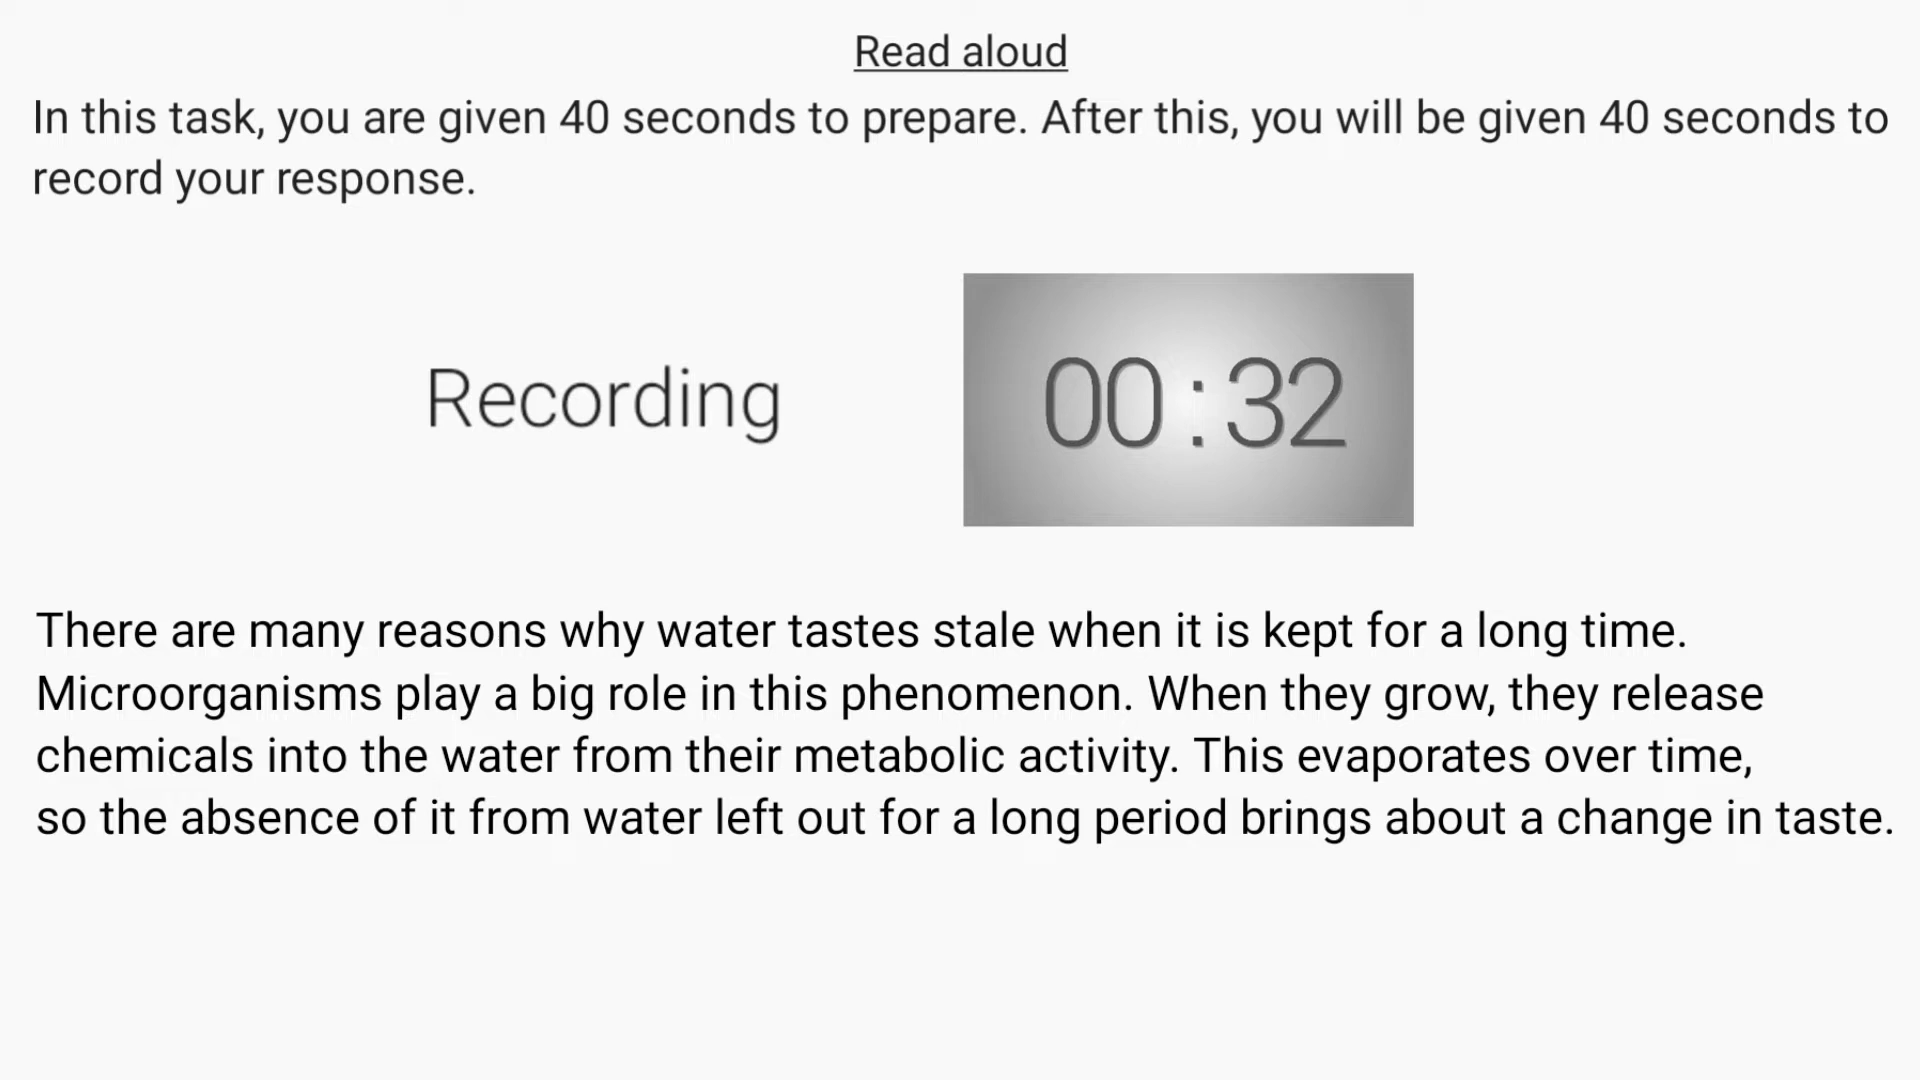 Read aloud
In this task, you are given 40 seconds to prepare. After this, you will be given 40 seconds to
record your response.
Recording
00:32
There are many reasons why water tastes stale when it is kept for a long time.
Microorganisms play a big role in this phenomenon. When they grow, they release
chemicals into the water from their metabolic activity. This evaporates over time,
so the absence of it from water left out for a long period brings about a change in taste.